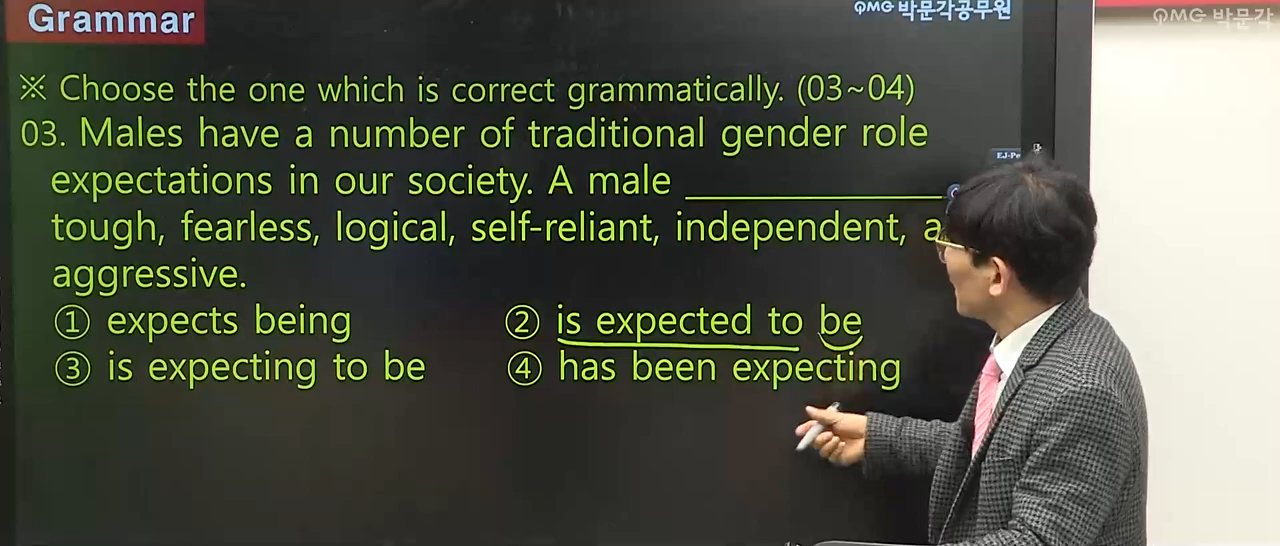 Grammar
PMG 박문각공무원
PMG 박문각
※ Choose the one which is correct grammatically. (03~04)
03. Males have a number of traditional gender role
expectations in our society. A male ______________
tough, fearless, logical, self-reliant, independent,
aggressive.
① expects being ② is expected to be
③ is expecting to be ④ has been expecting